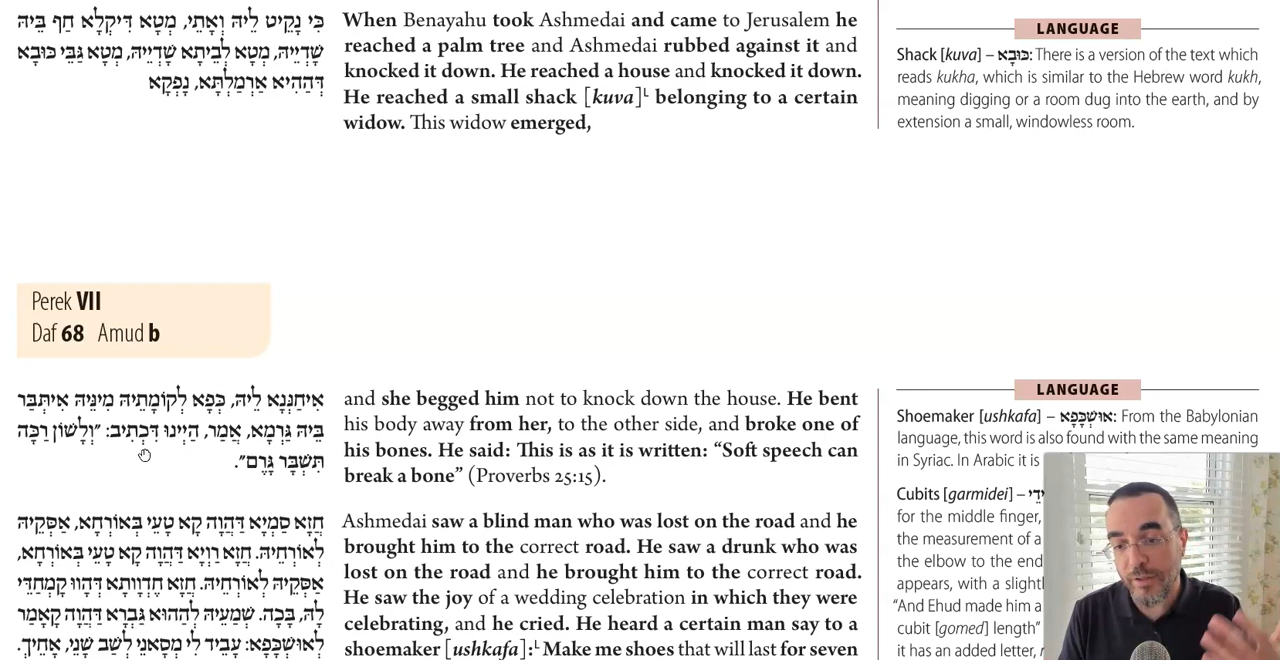 כִּי נָקֵיט לֵיהּ וְאָתֵי, מְטָא דִּיקְלָא חַף בֵּיהּ
שַׁדְיֵיהּ, מְטָא לְבֵיתָא שַׁדְיֵיהּ, מְטָא גַּבֵּי כּוּבָא
דְּהַהִיא אַרְמַלְתָּא, נְפַקָא
When Benayahu took Ashmedai and came to Jerusalem he
reached a palm tree and Ashmedai rubbed against it and
knocked it down. He reached a house and knocked it down.
He reached a small shack [kuva]L belonging to a certain
widow. This widow emerged,
LANGUAGE
Shack [kuva] – כּוּבָא: There is a version of the text which
reads kukha, which is similar to the Hebrew word kukh,
meaning digging or a room dug into the earth, and by
extension a small, windowless room.
Perek VII
Daf 68 Amud b
אִיחַנְּנָא לֵיהּ, כְּפָא לְקוֹמְתֵיהּ מִינֵּיהּ אִיתְּבַר
בֵּיהּ גַּרְמָא, אֲמַר, הַיְינוּ דִּכְתִיב: ״וְלָשׁוֹן רַכָּה
תִּשְׁבָּר גָּרֶם״.
and she begged him not to knock down the house. He bent
his body away from her, to the other side, and broke one of
his bones. He said: This is as it is written: “Soft speech can
break a bone” (Proverbs 25:15).
חֲזָא סַמְיָא דַּהֲוָה קָא טָעֵי בְּאוֹרְחָא, אַסְּקֵיהּ
לְאוֹרְחֵיהּ. חֲזָא רַוְיָא דַּהֲוָה קָא טָעֵי בְּאוֹרְחָא,
אַסְּקֵיהּ לְאוֹרְחֵיהּ. חֲזָא חֶדְוְותָא דַּהֲווֹ קָמְחַדֵּי
לָהּ, בָּכָה. שַׁמְעֵיהּ לְהָהוּא גַּבְרָא דַּהֲוָה קָאָמַר
לְאוּשְׁכָּפָא: עֲבֵיד לִי מְסָאנֵי לְשַׁב שְׁנֵי, אַחֵיךְ.
Ashmedai saw a blind man who was lost on the road and he
brought him to the correct road. He saw a drunk who was
lost on the road and he brought him to the correct road.
He saw the joy of a wedding celebration in which they were
celebrating, and he cried. He heard a certain man say to a
shoemaker [ushkafa]:L Make me shoes that will last for seven
LANGUAGE
Shoemaker [ushkafa] – אוּשְׁכָּפָא: From the Babylonian
language, this word is also found with the same meaning
in Syriac. In Arabic it is
Cubits [garmidei] –
for the middle finger,
the measurement of a
the elbow to the end
appears, with a slight
“And Ehud made him a
cubit [gomed] length”
it has an added letter,